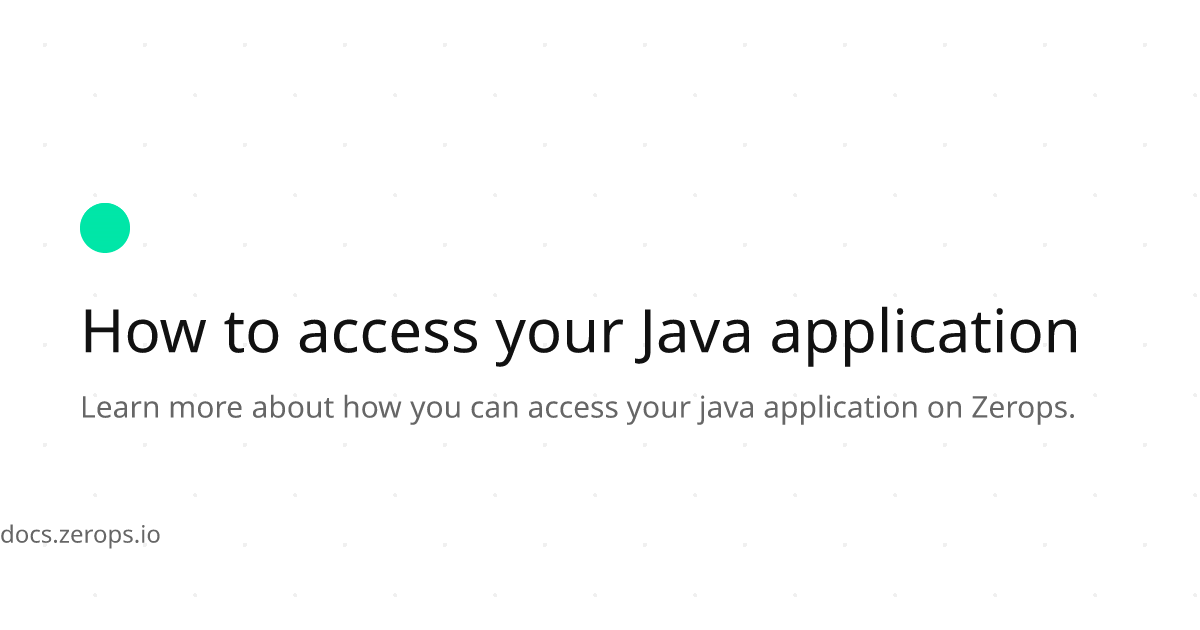 How to access your Java application
Learn more about how you can access your java application on Zerops.
docs.zerops.io